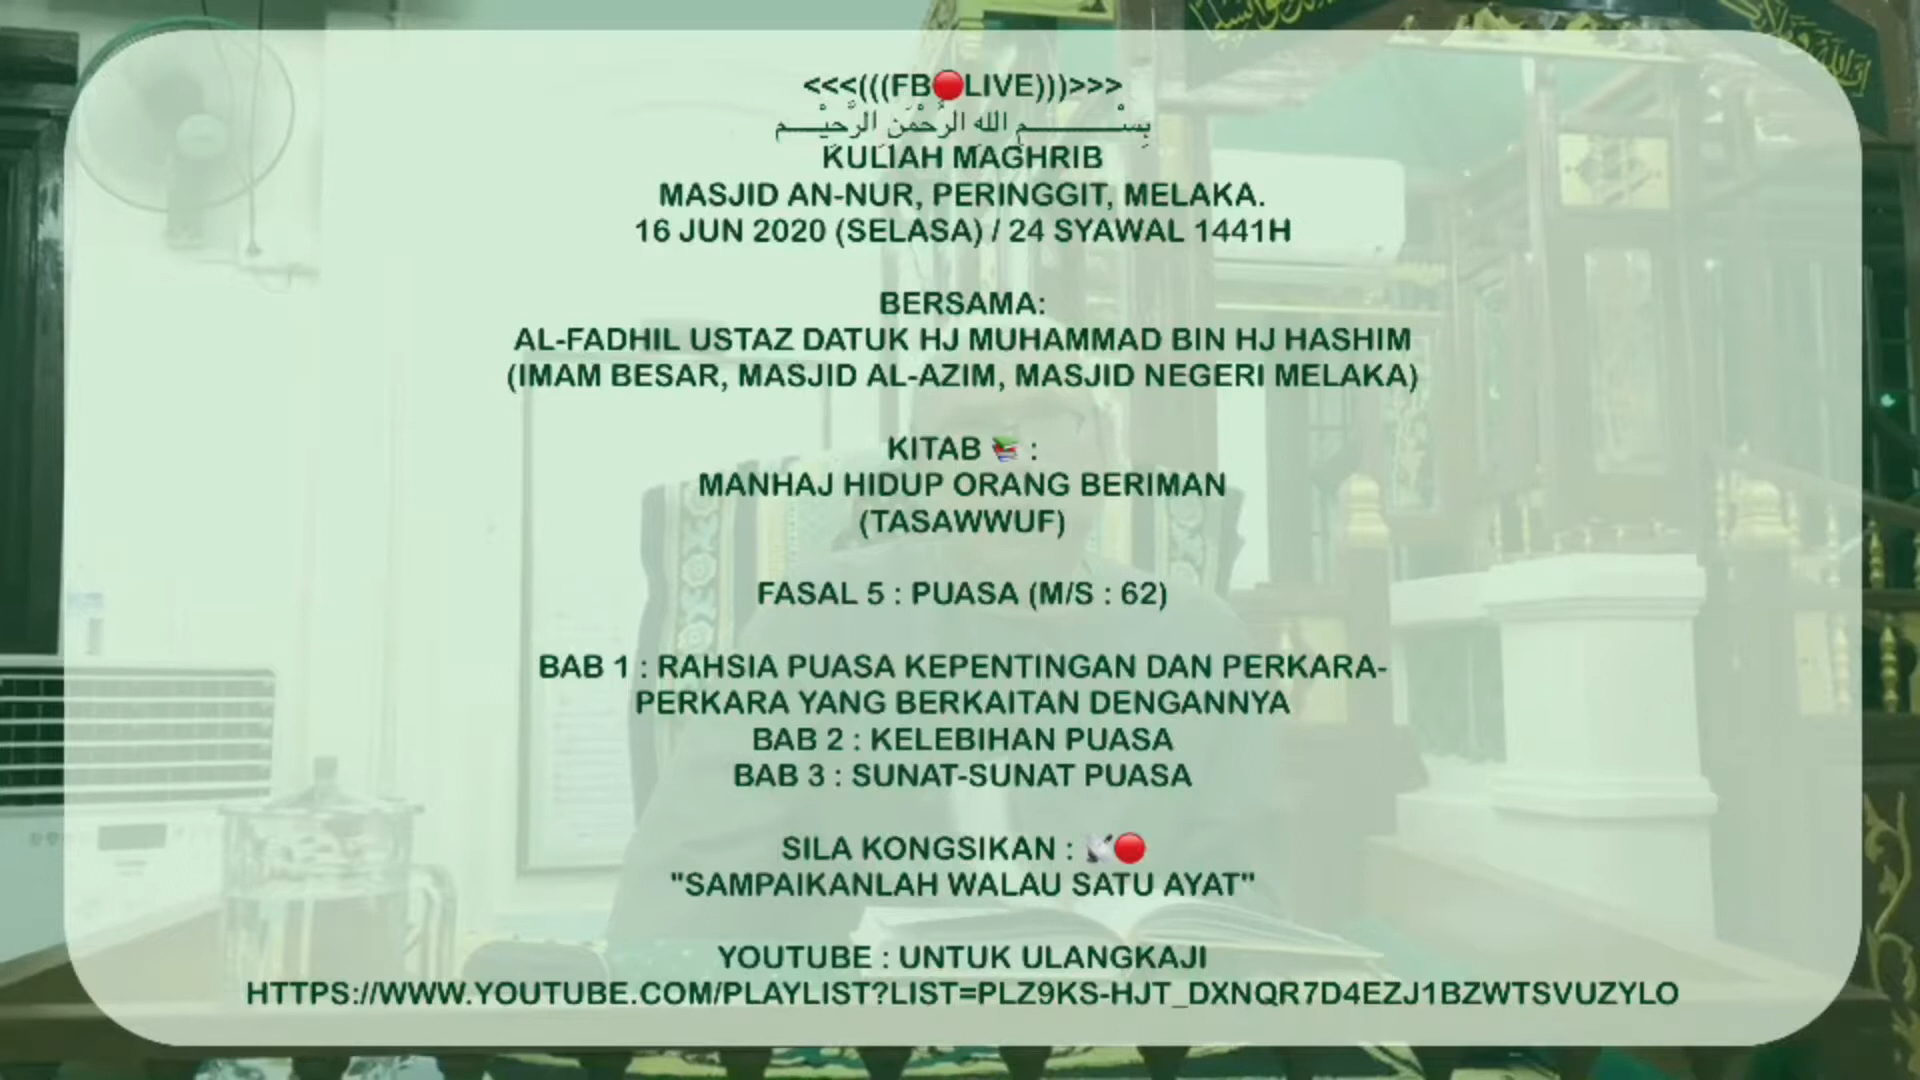 <<<(((FB🔴LIVE)))>>>
بِسْــــــــمِ اللهِ الرَّحْمَنِ الرَّحِيْــــمِ
KULIAH MAGHRIB
MASJID AN-NUR, PERINGGIT, MELAKA.
16 JUN 2020 (SELASA) / 24 SYAWAL 1441H
BERSAMA:
AL-FADHIL USTAZ DATUK HJ MUHAMMAD BIN HJ HASHIM
(IMAM BESAR, MASJID AL-AZIM, MASJID NEGERI MELAKA)
KITAB 📚 :
MANHAJ HIDUP ORANG BERIMAN
(TASAWWUF)
FASAL 5 : PUASA (M/S : 62)
BAB 1 : RAHSIA PUASA KEPENTINGAN DAN PERKARA-
PERKARA YANG BERKAITAN DENGANNYA
BAB 2 : KELEBIHAN PUASA
BAB 3 : SUNAT-SUNAT PUASA
SILA KONGSIKAN : 📡🔴
"SAMPAIKANLAH WALAU SATU AYAT"
YOUTUBE : UNTUK ULANGKAJI
HTTPS://WWW.YOUTUBE.COM/PLAYLIST?LIST=PLZ9KS-HJT_DXNQR7D4EZJ1BZWTSVUZYLO